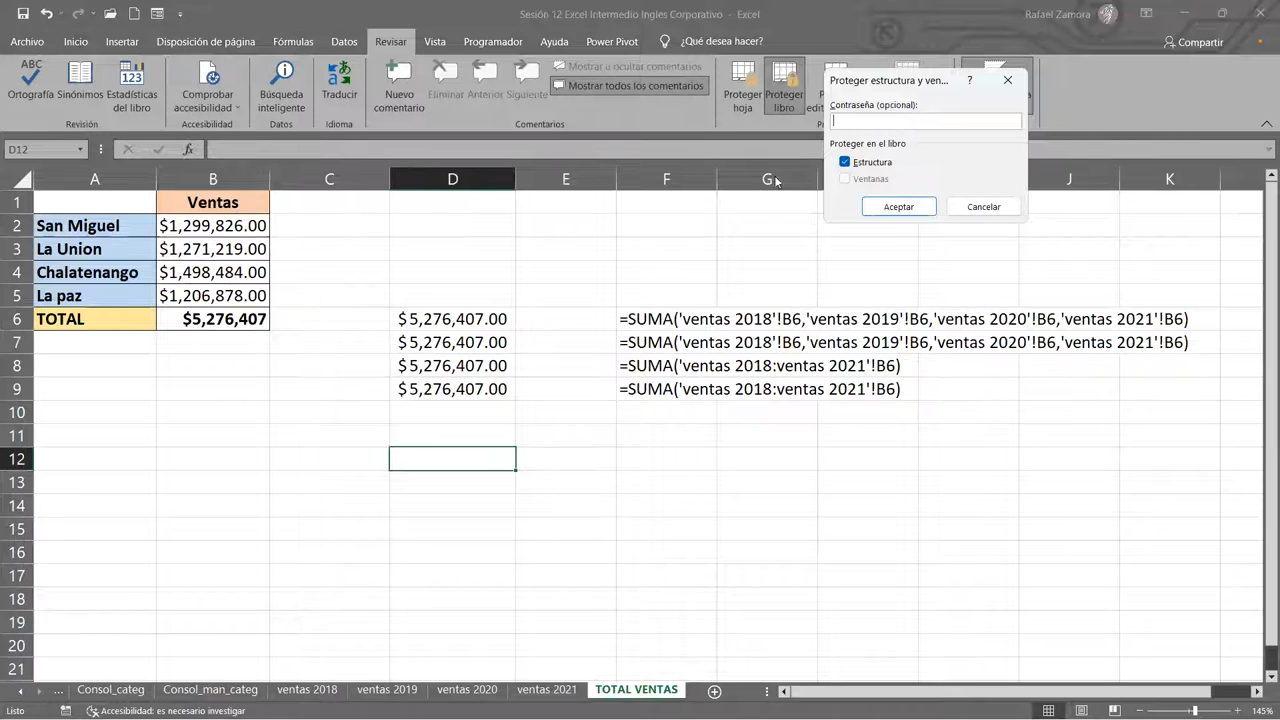 Sesión 12 Excel Intermedio Ingles Corporativo - Excel
Rafael Zamora
Archivo Inicio Insertar Disposición de página Fórmulas Datos Revisar Vista Programador Ayuda Power Pivot ¿Qué desea hacer? Compartir
Ortografía
Sinónimos
Estadísticas del libro
Revisión
Comprobar accesibilidad
Accesibilidad
Búsqueda inteligente
Datos
Traducir
Idioma
Nuevo comentario
Eliminar
Anterior
Siguiente
Mostrar u ocultar comentarios
Mostrar todos los comentarios
Comentarios
Proteger hoja
Proteger libro
Proteger estructura y ven... ?
Contraseña (opcional):
Proteger en el libro
Estructura
Ventanas
Aceptar Cancelar
D12 fx
A B C D E F G J K
1 Ventas
2 San Miguel $1,299,826.00
3 La Union $1,271,219.00
4 Chalatenango $1,498,484.00
5 La paz $1,206,878.00
6 TOTAL $5,276,407 $5,276,407.00 =SUMA('ventas 2018'!B6,'ventas 2019'!B6,'ventas 2020'!B6,'ventas 2021'!B6)
7 $5,276,407.00 =SUMA('ventas 2018'!B6,'ventas 2019'!B6,'ventas 2020'!B6,'ventas 2021'!B6)
8 $5,276,407.00 =SUMA('ventas 2018:ventas 2021'!B6)
9 $5,276,407.00 =SUMA('ventas 2018:ventas 2021'!B6)
10
11
12
13
14
15
16
17
18
19
20
21
... Consol_categ Consol_man_categ ventas 2018 ventas 2019 ventas 2020 ventas 2021 TOTAL VENTAS
Listo Accesibilidad: es necesario investigar 145%